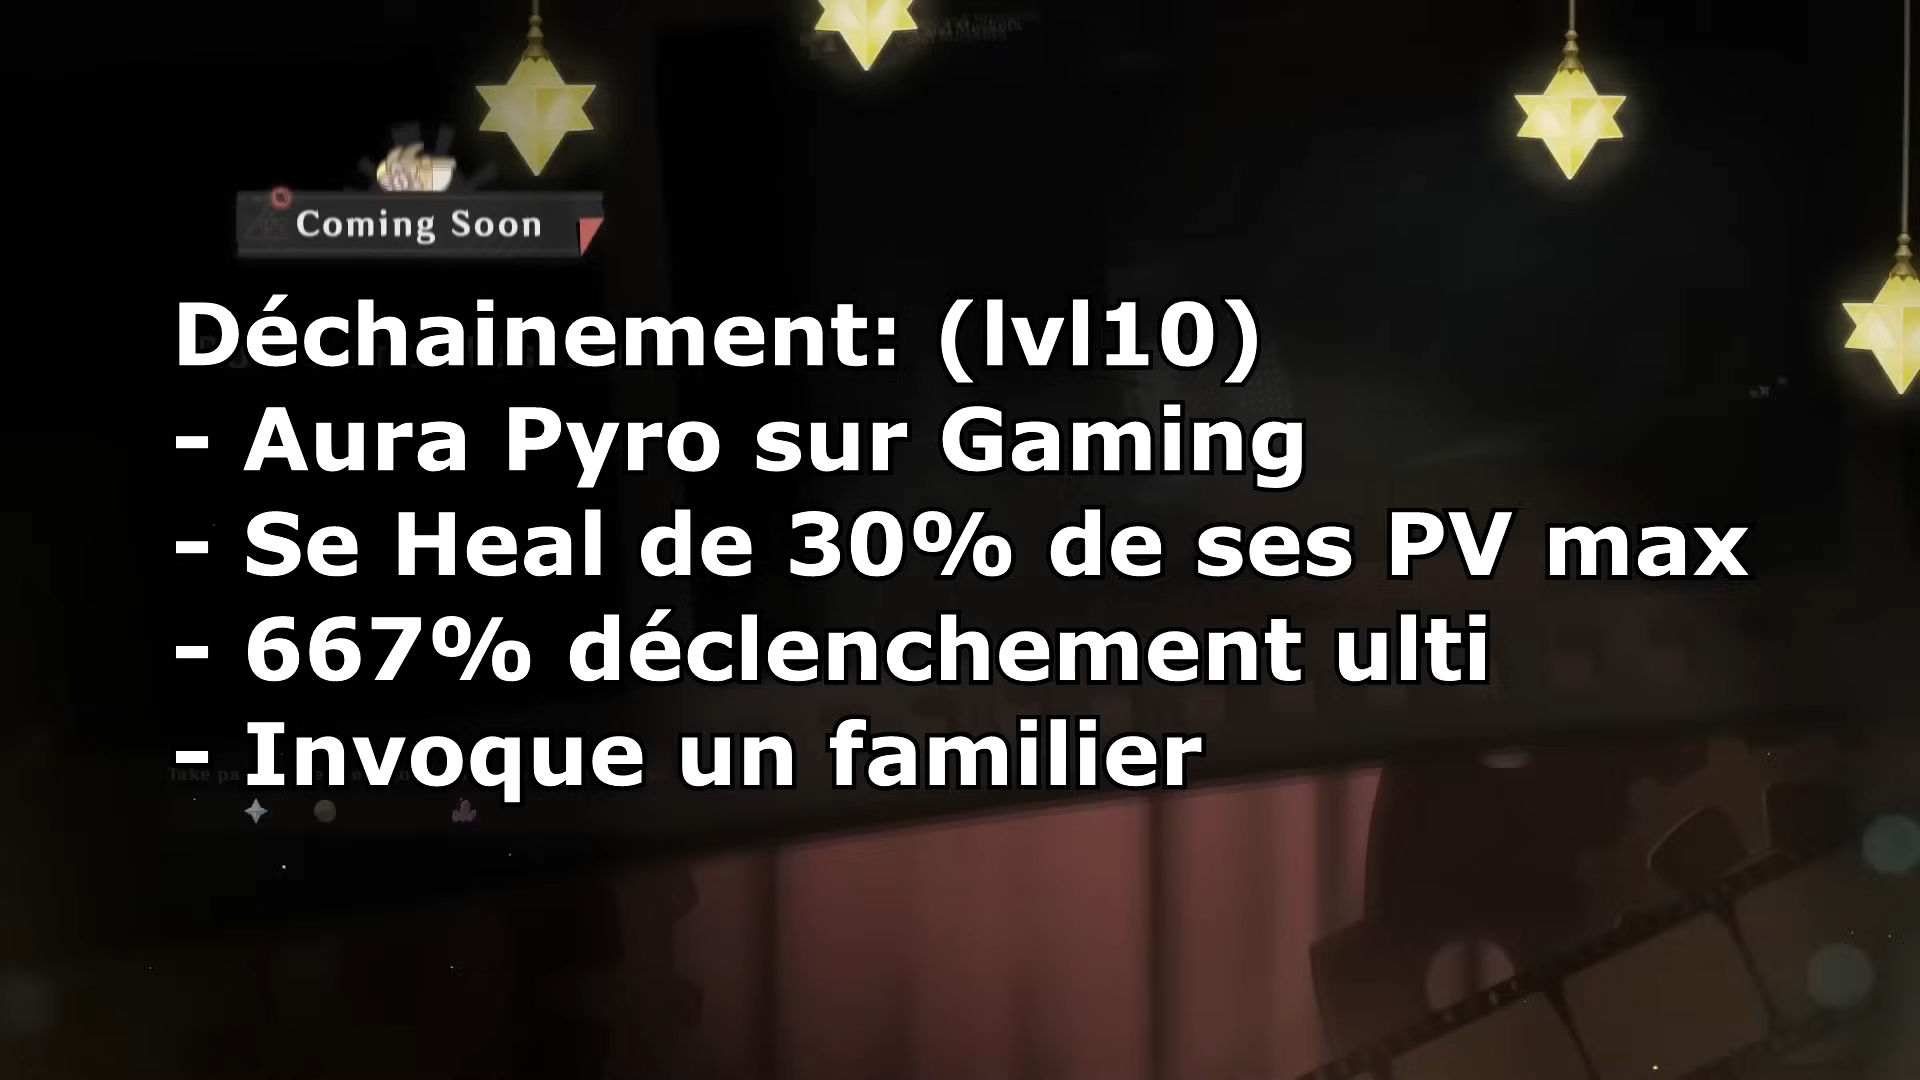 Coming Soon
Déchainement: (lvl10)
- Aura Pyro sur Gaming
- Se Heal de 30% de ses PV max
- 667% déclenchement ulti
- Invoque un familier